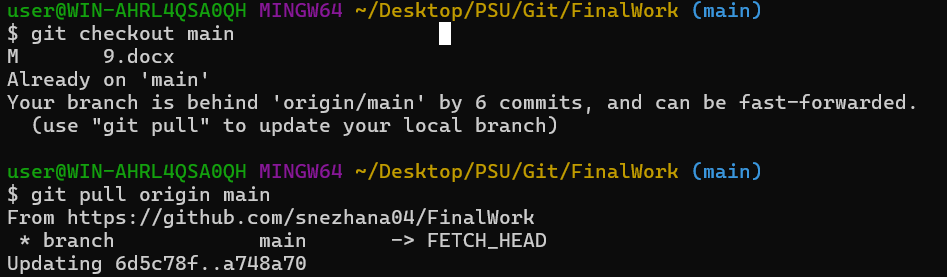 user@WIN-AHRL4QSA0QH MINGW64 ~/Desktop/PSU/Git/FinalWork (main)
$ git checkout main
M       9.docx
Already on 'main'
Your branch is behind 'origin/main' by 6 commits, and can be fast-forwarded.
  (use "git pull" to update your local branch)

user@WIN-AHRL4QSA0QH MINGW64 ~/Desktop/PSU/Git/FinalWork (main)
$ git pull origin main
From https://github.com/snezhana04/FinalWork
 * branch            main       -> FETCH_HEAD
Updating 6d5c78f..a748a70